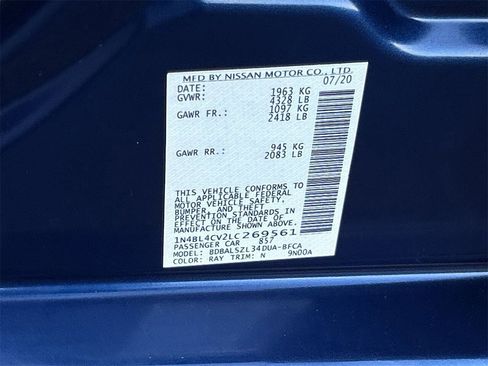 MFD BY NISSAN MOTOR CO., LTD.
DATE: 07/20
GVWR: 1963 KG
4328 LB
GAWR FR.: 1097 KG
2418 LB
GAWR RR.: 945 KG
2083 LB
THIS VEHICLE CONFORMS TO
ALL APPLICABLE FEDERAL
MOTOR VEHICLE SAFETY,
BUMPER, AND THEFT
PREVENTION STANDARDS IN
EFFECT ON THE DATE OF
MANUFACTURE SHOWN ABOVE.
1N4BL4CV2LC269561
PASSENGER CAR 857
MODEL: BDBALSZL34DUA-BFCA
COLOR: RAY TRIM: N 9N00A